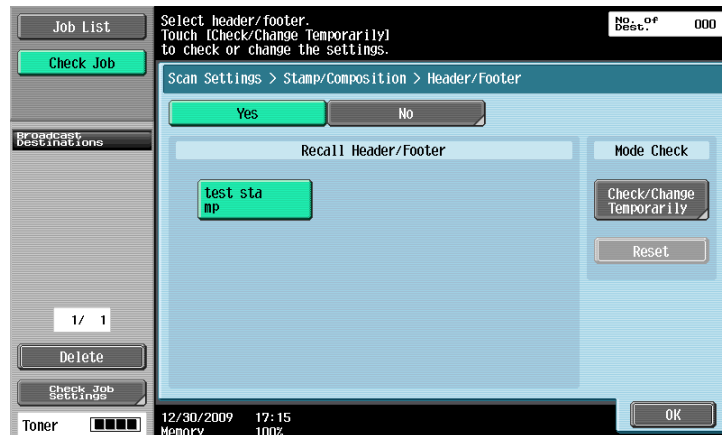 Job List
Check Job
Broadcast
Destinations
1/ 1
Delete
Check Job
Settings
Toner
Select header/footer.
Touch [Check/Change Temporarily]
to check or change the settings.
No. of
Dest.
000
Scan Settings > Stamp/Composition > Header/Footer
Yes
No
Recall Header/Footer
test sta
mp
Mode Check
Check/Change
Temporarily
Reset
12/30/2009 17:15
Memory 100%
OK